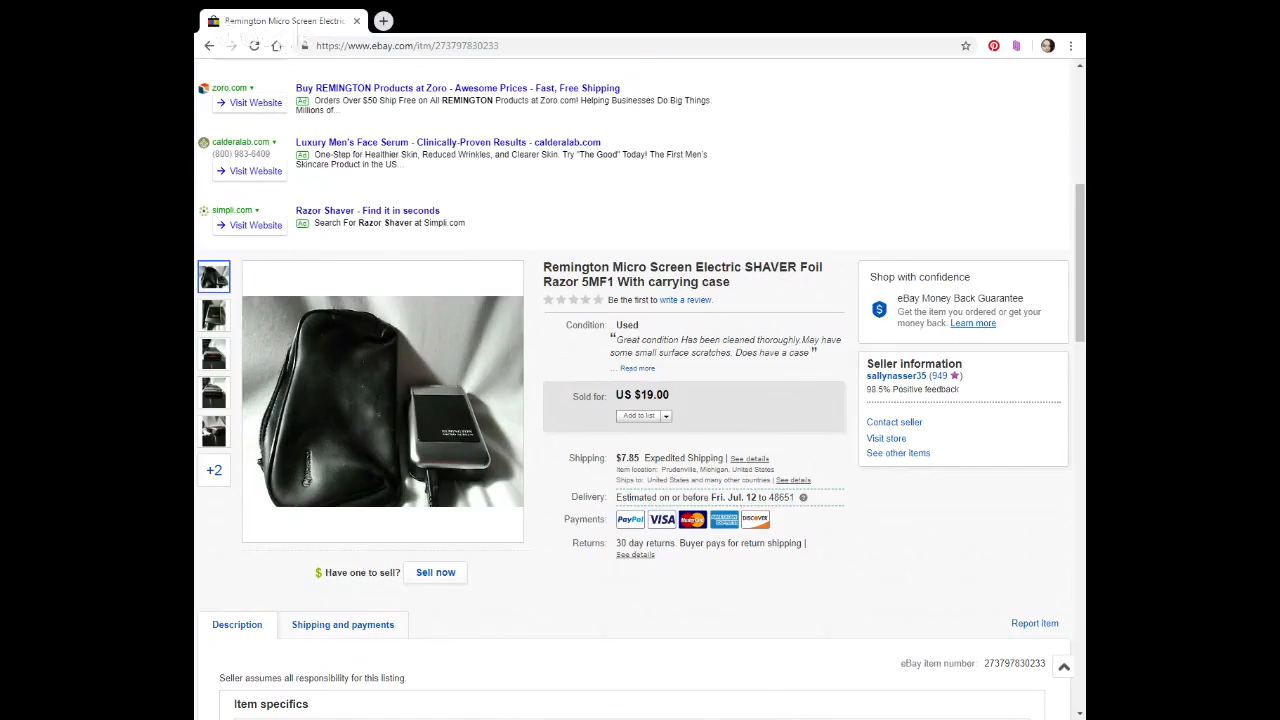 Remington Micro Screen Electric
https://www.ebay.com/itm/273797830233
zoro.com
Buy REMINGTON Products at Zoro - Awesome Prices - Fast, Free Shipping
Visit Website
Ad Orders Over $50 Ship Free on All REMINGTON Products at Zoro.com! Helping Businesses Do Big Things.
Millions of...
calderalab.com
Luxury Men's Face Serum - Clinically-Proven Results - calderalab.com
(800) 983-6409
Ad One-Step for Healthier Skin, Reduced Wrinkles, and Clearer Skin. Try "The Good" Today! The First Men's
Skincare Product in the US...
Visit Website
simpli.com
Razor Shaver - Find it in seconds
Visit Website
Ad Search For Razor Shaver at Simpli.com
+2
REMINGTON
MICRO SCREEN
Have one to sell? Sell now
Remington Micro Screen Electric SHAVER Foil
Razor 5MF1 With carrying case
Be the first to write a review.
Condition: Used
"Great condition Has been cleaned thoroughly.May have
some small surface scratches. Does have a case"
... Read more
Sold for: US $19.00
Add to list
Shipping: $7.85 Expedited Shipping | See details
Item location: Prudenville, Michigan, United States
Ships to: United States and many other countries | See details
Delivery: Estimated on or before Fri. Jul. 12 to 48651
Payments: PayPal VISA MasterCard AMERICAN EXPRESS DISCOVER
Returns: 30 day returns. Buyer pays for return shipping |
See details
Shop with confidence
eBay Money Back Guarantee
Get the item you ordered or get your
money back. Learn more
Seller information
sallynasser35 (949 )
98.5% Positive feedback
Contact seller
Visit store
See other items
Description
Shipping and payments
Report item
eBay item number: 273797830233
Seller assumes all responsibility for this listing.
Item specifics